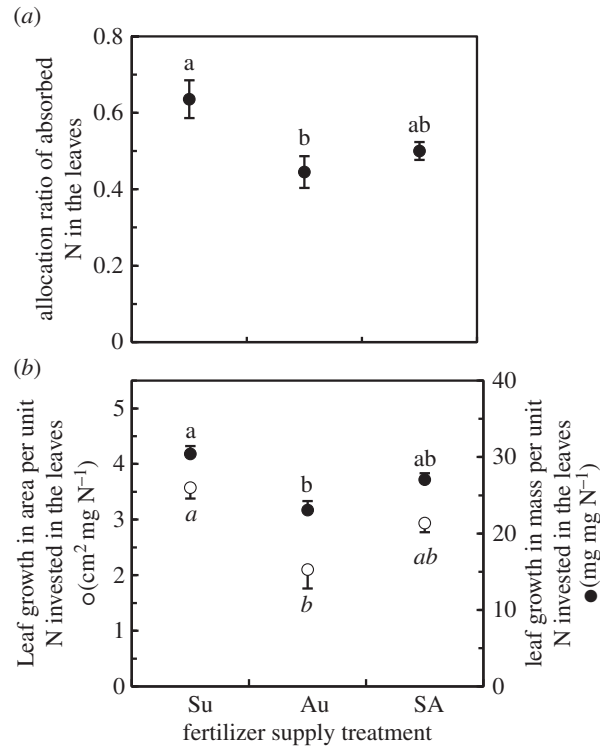 (a)
0.8
0.6
0.4
0.2
0
allocation ratio of absorbed
N in the leaves
a
b
ab
(b)
5
4
3
2
1
0
Leaf growth in area per unit
N invested in the leaves
○(cm² mg N⁻¹)
a
b
ab
a
b
ab
40
30
20
10
0
leaf growth in mass per unit
N invested in the leaves
●(mg mg N⁻¹)
Su Au SA
fertilizer supply treatment